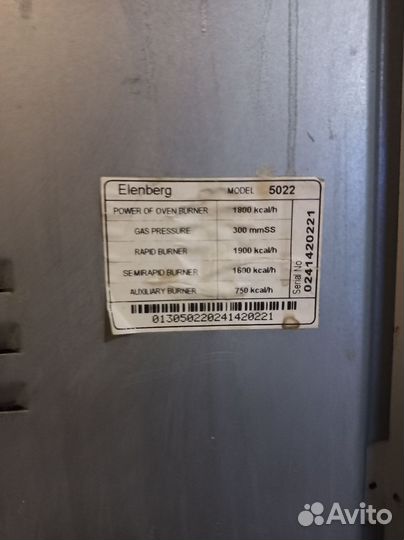 Elenberg MODEL 5022
POWER OF OVEN BURNER 1800 kcal/h
GAS PRESSURE 300 mmSS
RAPID BURNER 1900 kcal/h
SEMIRAPID BURNER 1600 kcal/h
AUXILIARY BURNER 750 kcal/h
Serial No 0241420221
013050220241420221
Avito